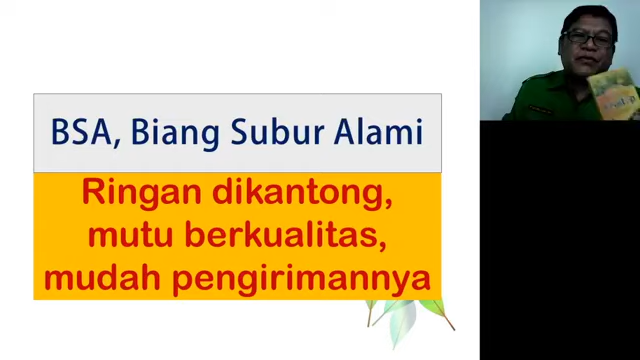 BSA, Biang Subur Alami
Ringan dikantong,
mutu berkualitas,
mudah pengirimannya